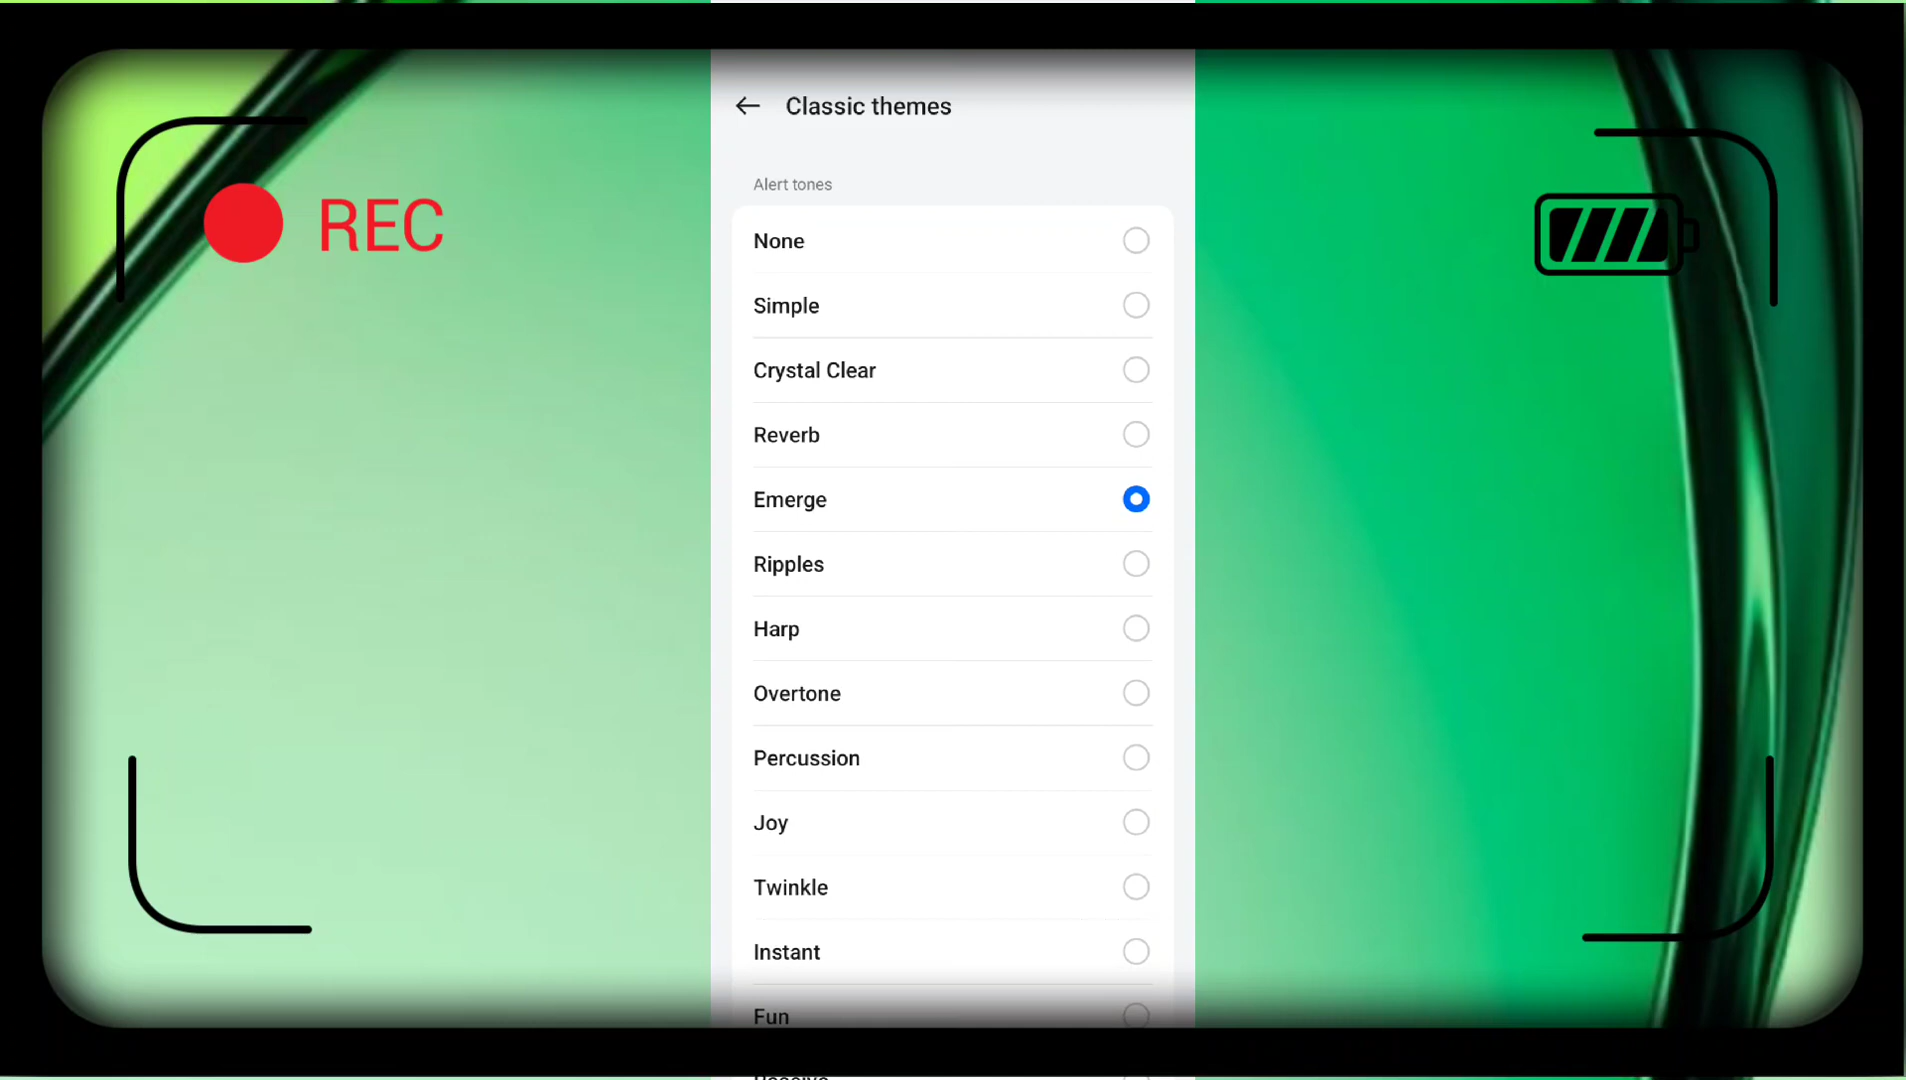 Classic themes
REC
Alert tones
None
Simple
Crystal Clear
Reverb
Emerge
Ripples
Harp
Overtone
Percussion
Joy
Twinkle
Instant
Fun